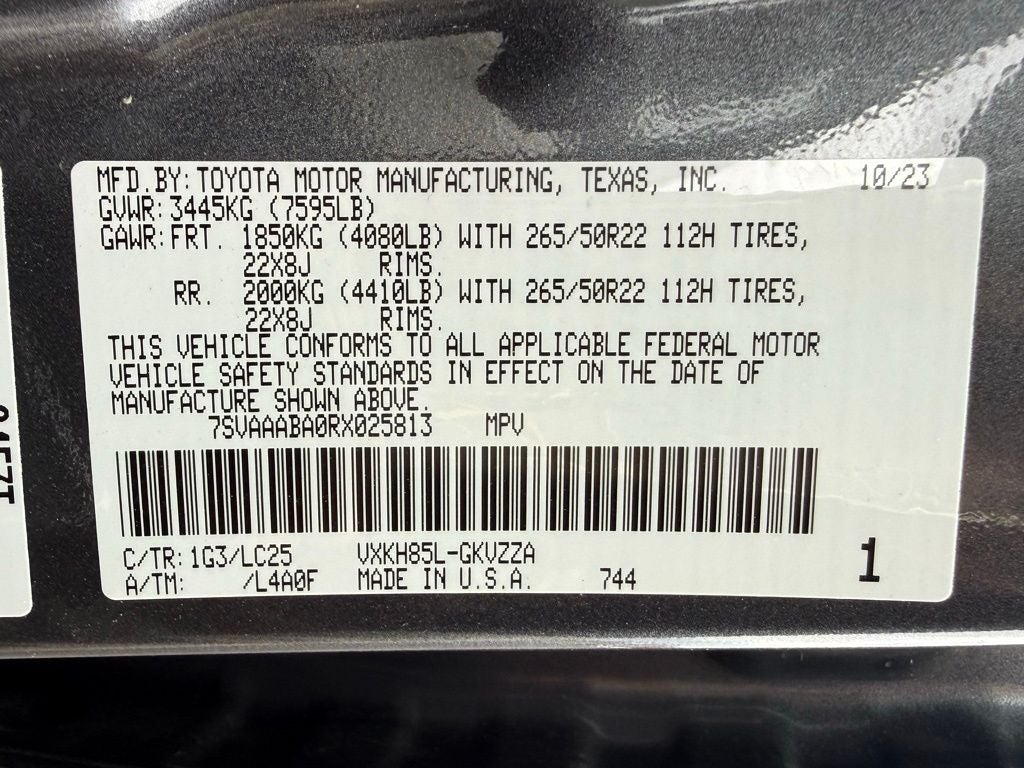 MFD.BY: TOYOTA MOTOR MANUFACTURING, TEXAS, INC. 10/23
GVWR: 3445KG (7595LB)
GAWR: FRT. 1850KG (4080LB) WITH 265/50R22 112H TIRES,
22X8J RIMS.
RR. 2000KG (4410LB) WITH 265/50R22 112H TIRES,
22X8J RIMS.
THIS VEHICLE CONFORMS TO ALL APPLICABLE FEDERAL MOTOR
VEHICLE SAFETY STANDARDS IN EFFECT ON THE DATE OF
MANUFACTURE SHOWN ABOVE.
7SVAAABA0RX025813 MPV
C/TR: 1G3/LC25 VXKH85L-GKVZZA
A/TM: /L4A0F MADE IN U.S.A. 744 1